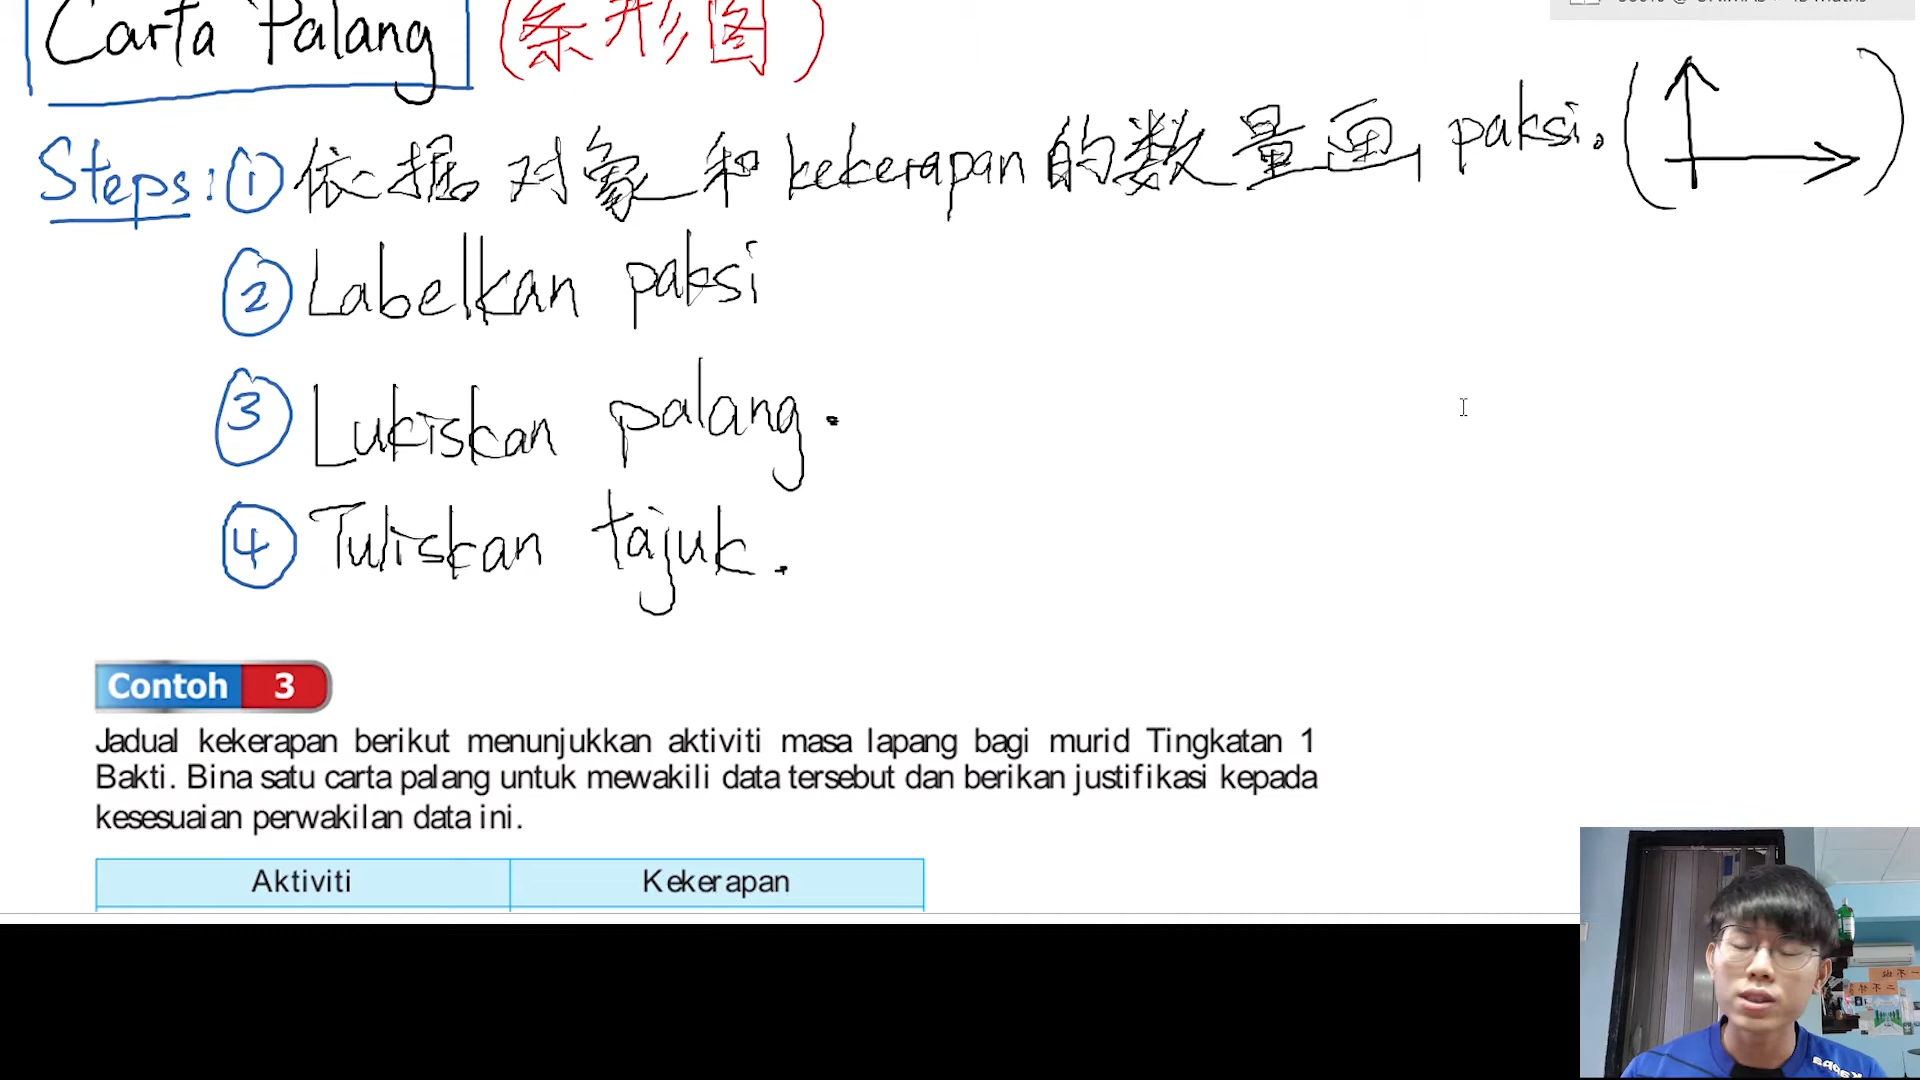 Carta Palang (条形图)
Steps: ① 依据对象和 kekerapan 的数量画 paksi.
② Labelkan paksi
③ Lukiskan palang.
④ Tuliskan tajuk.
Contoh 3
Jadual kekerapan berikut menunjukkan aktiviti masa lapang bagi murid Tingkatan 1
Bakti. Bina satu carta palang untuk mewakili data tersebut dan berikan justifikasi kepada
kesesuaian perwakilan data ini.
Aktiviti Kekerapan